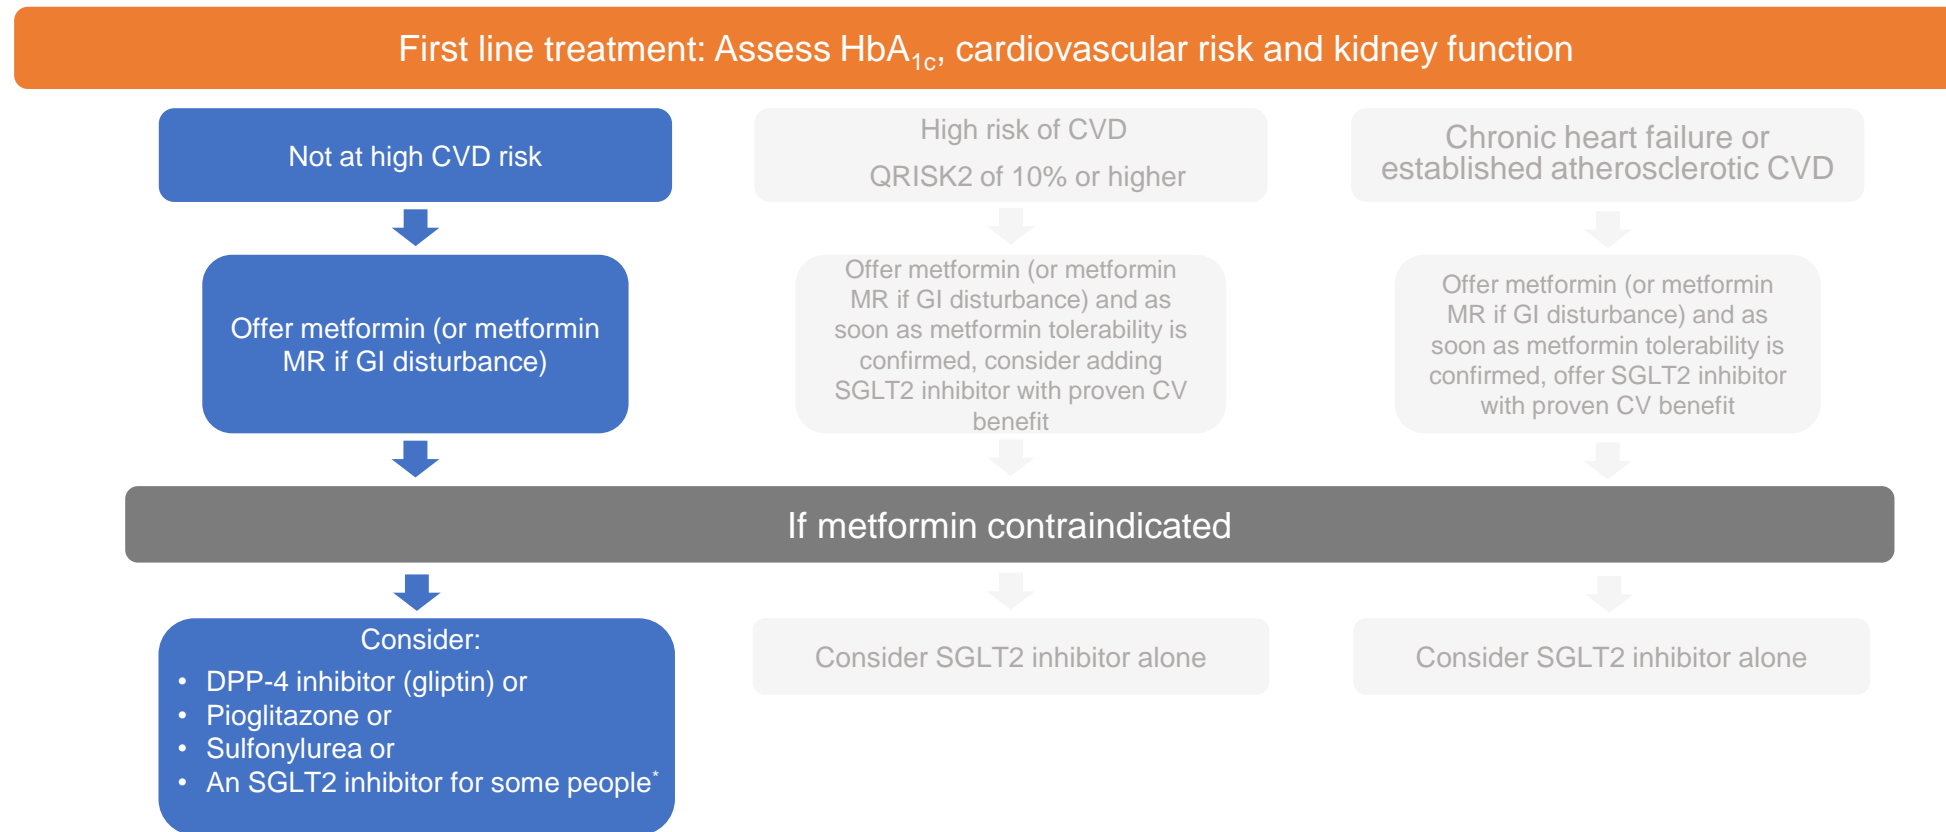 First line treatment: Assess HbA1c, cardiovascular risk and kidney function
Not at high CVD risk
High risk of CVD
QRISK2 of 10% or higher
Chronic heart failure or
established atherosclerotic CVD
Offer metformin (or metformin
MR if GI disturbance)
Offer metformin (or metformin
MR if GI disturbance) and as
soon as metformin tolerability is
confirmed, consider adding
SGLT2 inhibitor with proven CV
benefit
Offer metformin (or metformin
MR if GI disturbance) and as
soon as metformin tolerability is
confirmed, offer SGLT2 inhibitor
with proven CV benefit
If metformin contraindicated
Consider:
• DPP-4 inhibitor (gliptin) or
• Pioglitazone or
• Sulfonylurea or
• An SGLT2 inhibitor for some people*
Consider SGLT2 inhibitor alone
Consider SGLT2 inhibitor alone